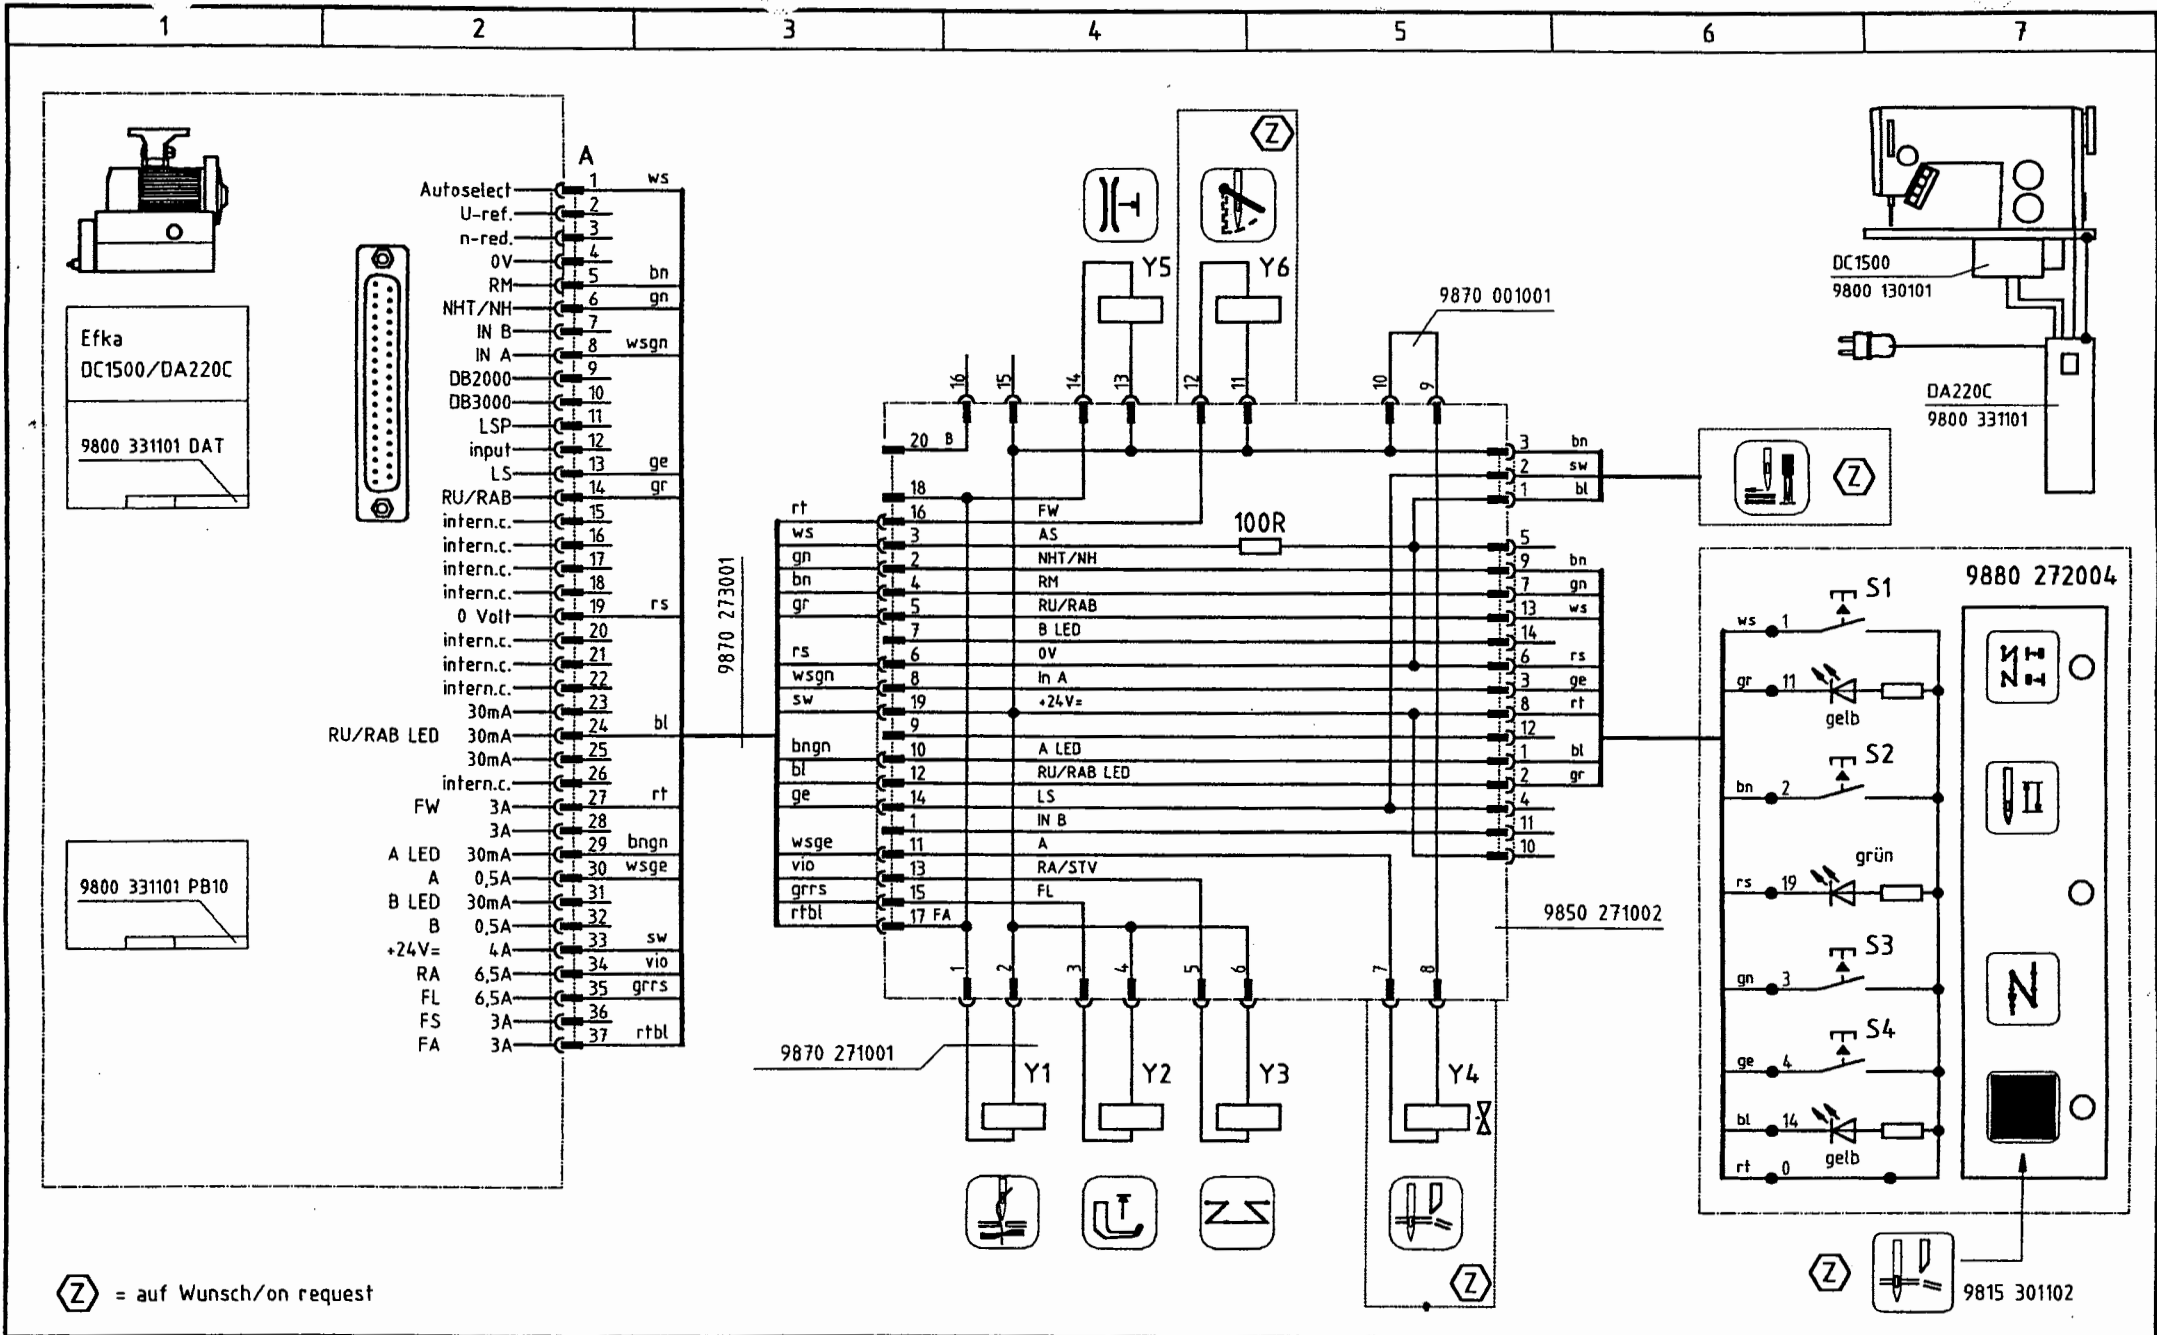 1 2 3 4 5 6 7
A
Autoselect 1 ws
U-ref. 2
n-red. 3
0V 4
RM 5 bn
NHT/NH 6 gn
IN B 7
IN A 8 wsgn
DB2000 9
DB3000 10
LSP 11
input 12
LS 13 ge
RU/RAB 14 gr
intern.c. 15
intern.c. 16
intern.c. 17
intern.c. 18
0 Volt 19 rs
intern.c. 20
intern.c. 21
intern.c. 22
30mA 23
RU/RAB LED 30mA 24 bl
30mA 25
intern.c. 26
FW 3A 27 rt
3A 28
A LED 30mA 29 bngn
A 0,5A 30 wsge
B LED 30mA 31
B 0,5A 32
+24V= 4A 33 sw
RA 6,5A 34 vio
FL 6,5A 35 grrs
FS 3A 36
FA 3A 37 rtbl
Efka
DC1500/DA220C
9800 331101 DAT
9800 331101 PB10
Z = auf Wunsch/on request
9870 273001
Z
Y5 Y6
9870 001001
16 15 14 13 12 11 10 9
20 B
18
rt 16 FW
ws 3 AS 100R
gn 2 NHT/NH
bn 4 RM
gr 5 RU/RAB
7 B LED
rs 6 0V
wsgn 8 In A
sw 19 +24V=
9
bngn 10 A LED
bl 12 RU/RAB LED
ge 14 LS
1 IN B
wsge 11 A
vio 13 RA/STV
grrs 15 FL
rtbl 17 FA
3 bn
2 sw
1 bl
5
9 bn
7 gn
13 ws
14
6 rs
3 ge
8 rt
12
1 bl
2 gr
4
11
10
9850 271002
1 2 3 4 5 6 7 8
9870 271001
Y1 Y2 Y3 Y4
Z
DC1500
9800 130101
DA220C
9800 331101
Z
9880 272004
ws 1 S1
gr 11
gelb
bn 2 S2
grün
rs 19
gn 3 S3
ge 4 S4
bl 14
gelb
rt 0
Z
9815 301102